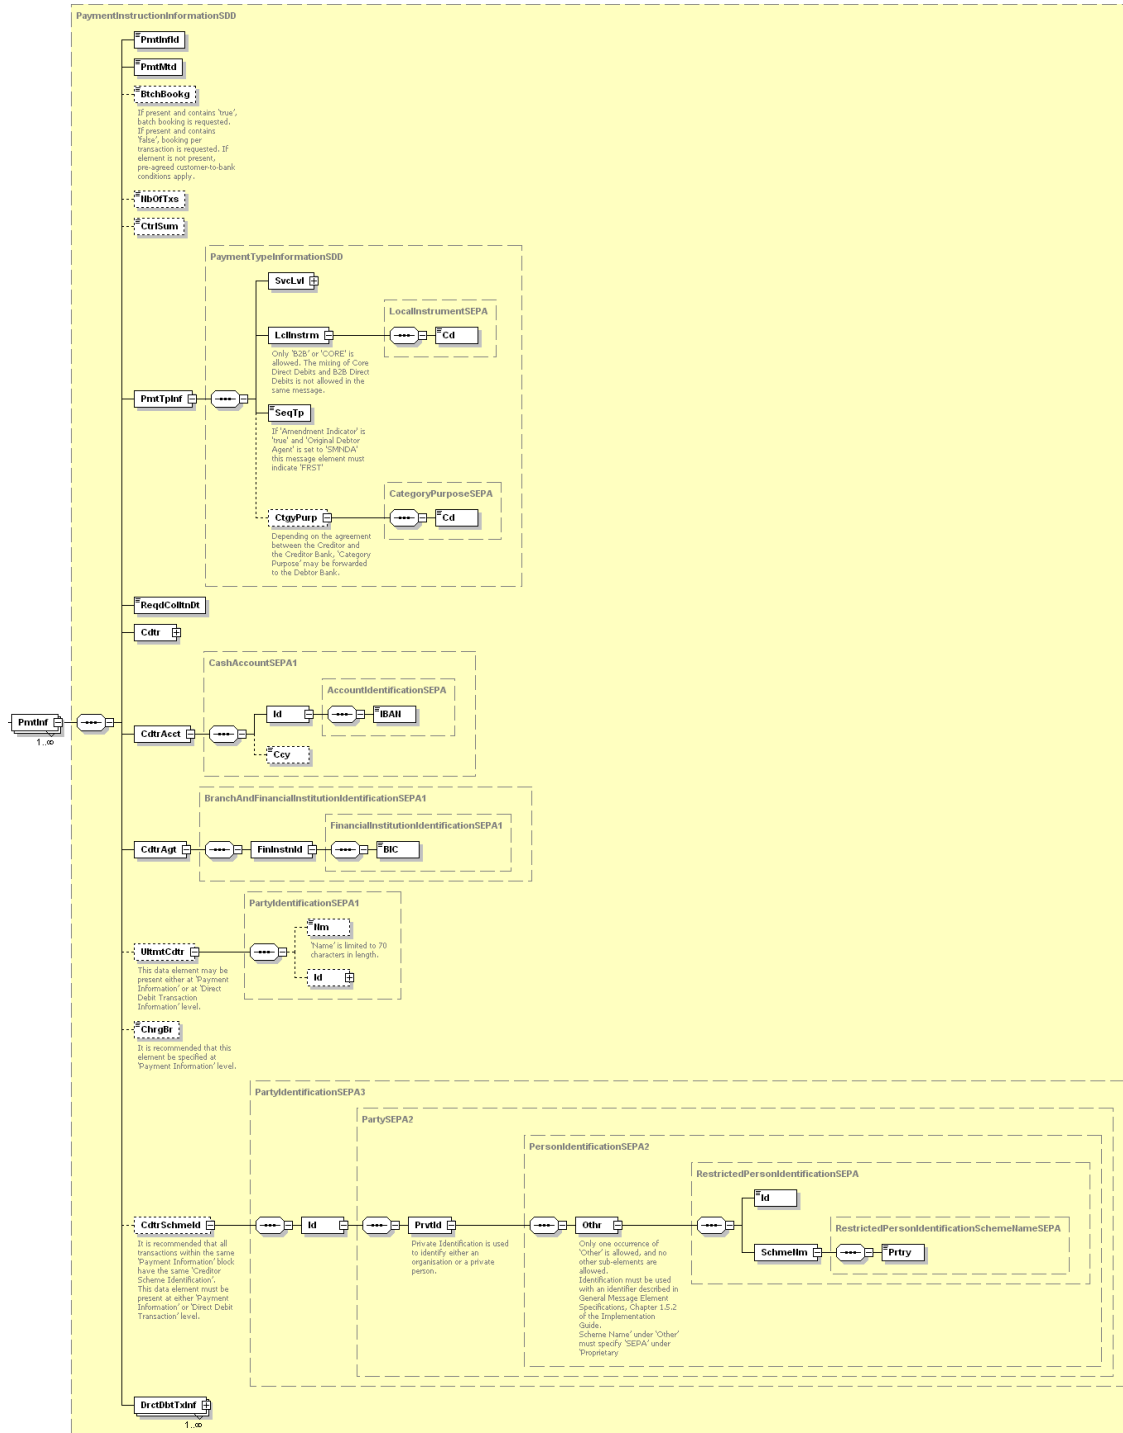 PaymentInstructionInformationSDD
PmtInfId
PmtMtd
BtchBookg
If present and contains 'true',
batch booking is requested.
If present and contains
'false', booking per
transaction is requested. If
element is not present,
pre-agreed customer-to-bank
conditions apply.
NbOfTxs
CtrlSum
PaymentTypeInformationSDD
SvcLvl
LocalInstrumentSEPA
LclInstrm
Cd
Only 'B2B' or 'CORE' is
allowed. The mixing of Core
Direct Debits and B2B Direct
Debits is not allowed in the
same message.
PmtTpInf
SeqTp
If 'Amendment Indicator' is
'true' and 'Original Debtor
Agent' is set to 'SMNDA'
this message element must
indicate 'FRST'
CategoryPurposeSEPA
CtgyPurp
Cd
Depending on the agreement
between the Creditor and
the Creditor Bank, 'Category
Purpose' may be forwarded
to the Debtor Bank.
ReqdColltnDt
Cdtr
CashAccountSEPA1
AccountIdentificationSEPA
Id
IBAN
PmtInf
1..∞
CdtrAcct
Ccy
BranchAndFinancialInstitutionIdentificationSEPA1
FinancialInstitutionIdentificationSEPA1
CdtrAgt
FinInstnId
BIC
PartyIdentificationSEPA1
Nm
'Name' is limited to 70
characters in length.
UltmtCdtr
Id
This data element may be
present either at 'Payment
Information' or at 'Direct
Debit Transaction
Information' level.
ChrgBr
It is recommended that this
element be specified at
'Payment Information' level.
PartyIdentificationSEPA3
PartySEPA2
PersonIdentificationSEPA2
RestrictedPersonIdentificationSEPA
Id
CdtrSchmeId
Id
PrvtId
Othr
RestrictedPersonIdentificationSchemeNameSEPA
SchmeNm
Prtry
It is recommended that all
transactions within the same
'Payment Information' block
have the same 'Creditor
Scheme Identification'.
This data element must be
present at either 'Payment
Information' or 'Direct Debit
Transaction' level.
Private Identification is used
to identify either an
organisation or a private
person.
Only one occurrence of
'Other' is allowed, and no
other sub-elements are
allowed.
Identification must be used
with an identifier described in
General Message Element
Specifications, Chapter 1.5.2
of the Implementation
Guide.
Scheme Name' under 'Other'
must specify 'SEPA' under
'Proprietary
DrctDbtTxInf
1..∞